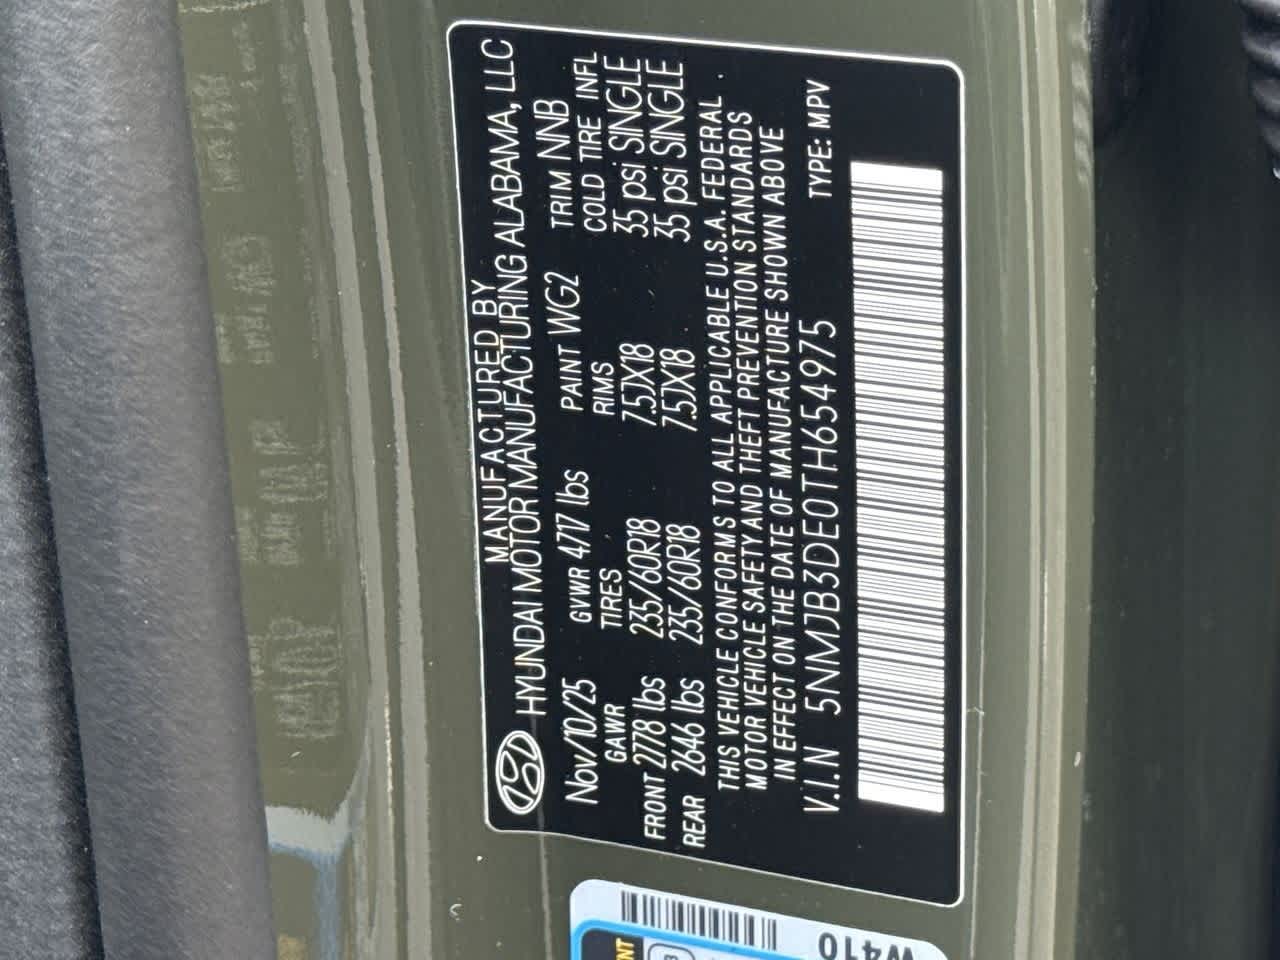 MANUFACTURED BY
HYUNDAI MOTOR MANUFACTURING ALABAMA, LLC
Nov/10/25 GVWR 4717 lbs PAINT WG2 TRIM NNB
GAWR TIRES RIMS COLD TIRE INFL
FRONT 2778 lbs 235/60R18 7.5JX18 35 psi SINGLE
REAR 2646 lbs 235/60R18 7.5JX18 35 psi SINGLE
THIS VEHICLE CONFORMS TO ALL APPLICABLE U.S.A. FEDERAL
MOTOR VEHICLE SAFETY AND THEFT PREVENTION STANDARDS
IN EFFECT ON THE DATE OF MANUFACTURE SHOWN ABOVE
V.I.N 5NMJB3DE0TH654975 TYPE: MPV
W410